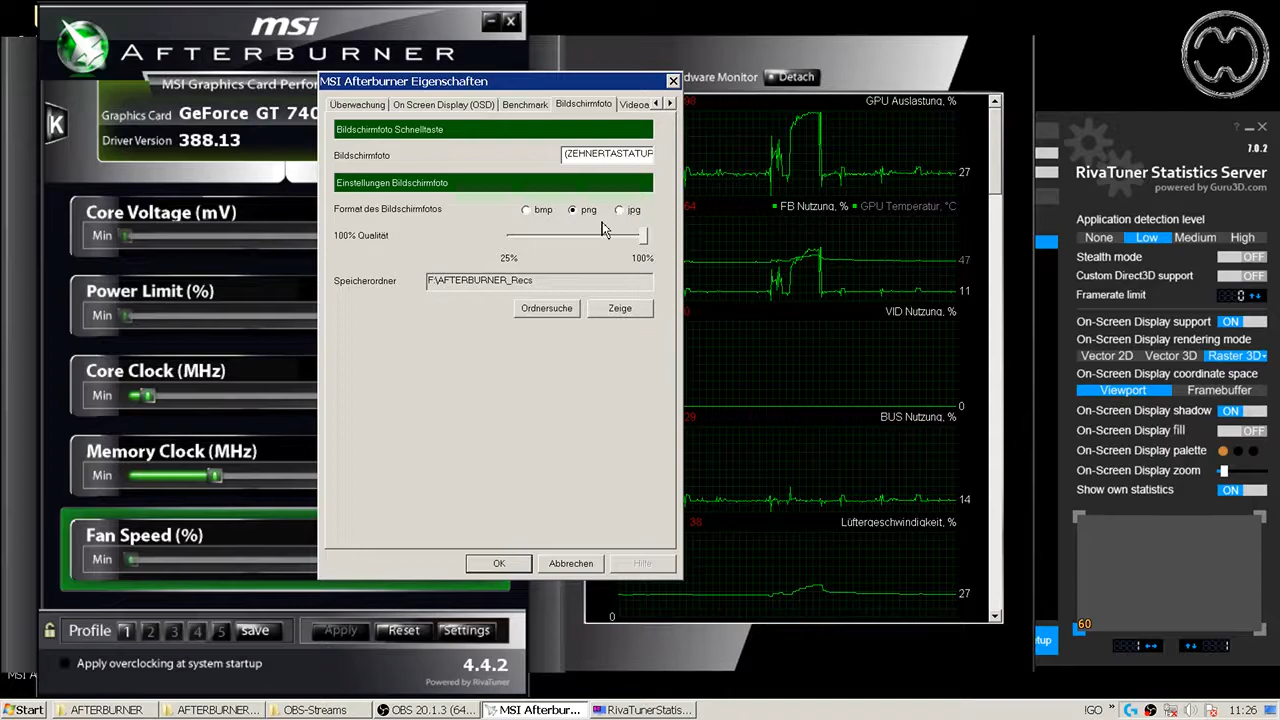 msi
AFTERBURNER
MSI Graphics Card Perfo
Graphics Card GeForce GT 740
Driver Version 388.13
K
Core Voltage (mV)
Min
Power Limit (%)
Min
Core Clock (MHz)
Min
Memory Clock (MHz)
Min
Fan Speed (%)
Min
Profile 1 2 3 4 5 save Apply Reset Settings
Apply overclocking at system startup
4.4.2
Powered by RivaTuner
MSI Afterburner Eigenschaften
Überwachung On Screen Display (OSD) Benchmark Bildschirmfoto Videoa
Bildschirmfoto Schnelltaste
Bildschirmfoto (ZEHNERTASTATUR
Einstellungen Bildschirmfoto
Format des Bildschirmfotos bmp png jpg
100% Qualität
25% 100%
Speicherordner F:\AFTERBURNER_Recs
Ordnersuche Zeige
OK Abbrechen Hilfe
dware Monitor Detach
98 GPU Auslastung, %
27
64 FB Nutzung, % GPU Temperatur, °C
47
11
0 VID Nutzung, %
0
29 BUS Nutzung, %
14
38 Lüftergeschwindigkeit, %
27
0
7.0.2
RivaTuner Statistics Server
powered by Guru3D.com
Application detection level
None Low Medium High
Stealth mode OFF
Custom Direct3D support OFF
Framerate limit 0
On-Screen Display support ON
On-Screen Display rendering mode
Vector 2D Vector 3D Raster 3D
On-Screen Display coordinate space
Viewport Framebuffer
On-Screen Display shadow ON
On-Screen Display fill OFF
On-Screen Display palette
On-Screen Display zoom
Show own statistics ON
60
etup
MSI A
Start AFTERBURNER AFTERBURNER... OBS-Streams OBS 20.1.3 (64... MSI Afterbur... RivaTunerStatis... IGO » 11:26